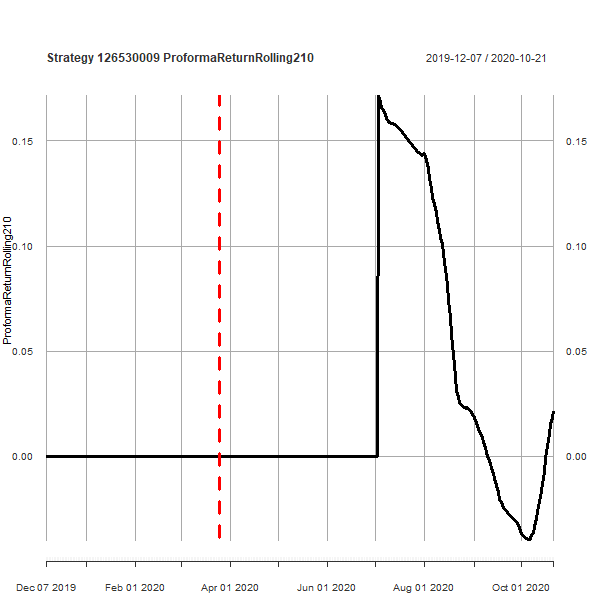 Strategy 126530009 ProformaReturnRolling210
2019-12-07 / 2020-10-21
ProformaReturnRolling210
0.15
0.10
0.05
0.00
0.15
0.10
0.05
0.00
Dec 07 2019
Feb 01 2020
Apr 01 2020
Jun 01 2020
Aug 01 2020
Oct 01 2020